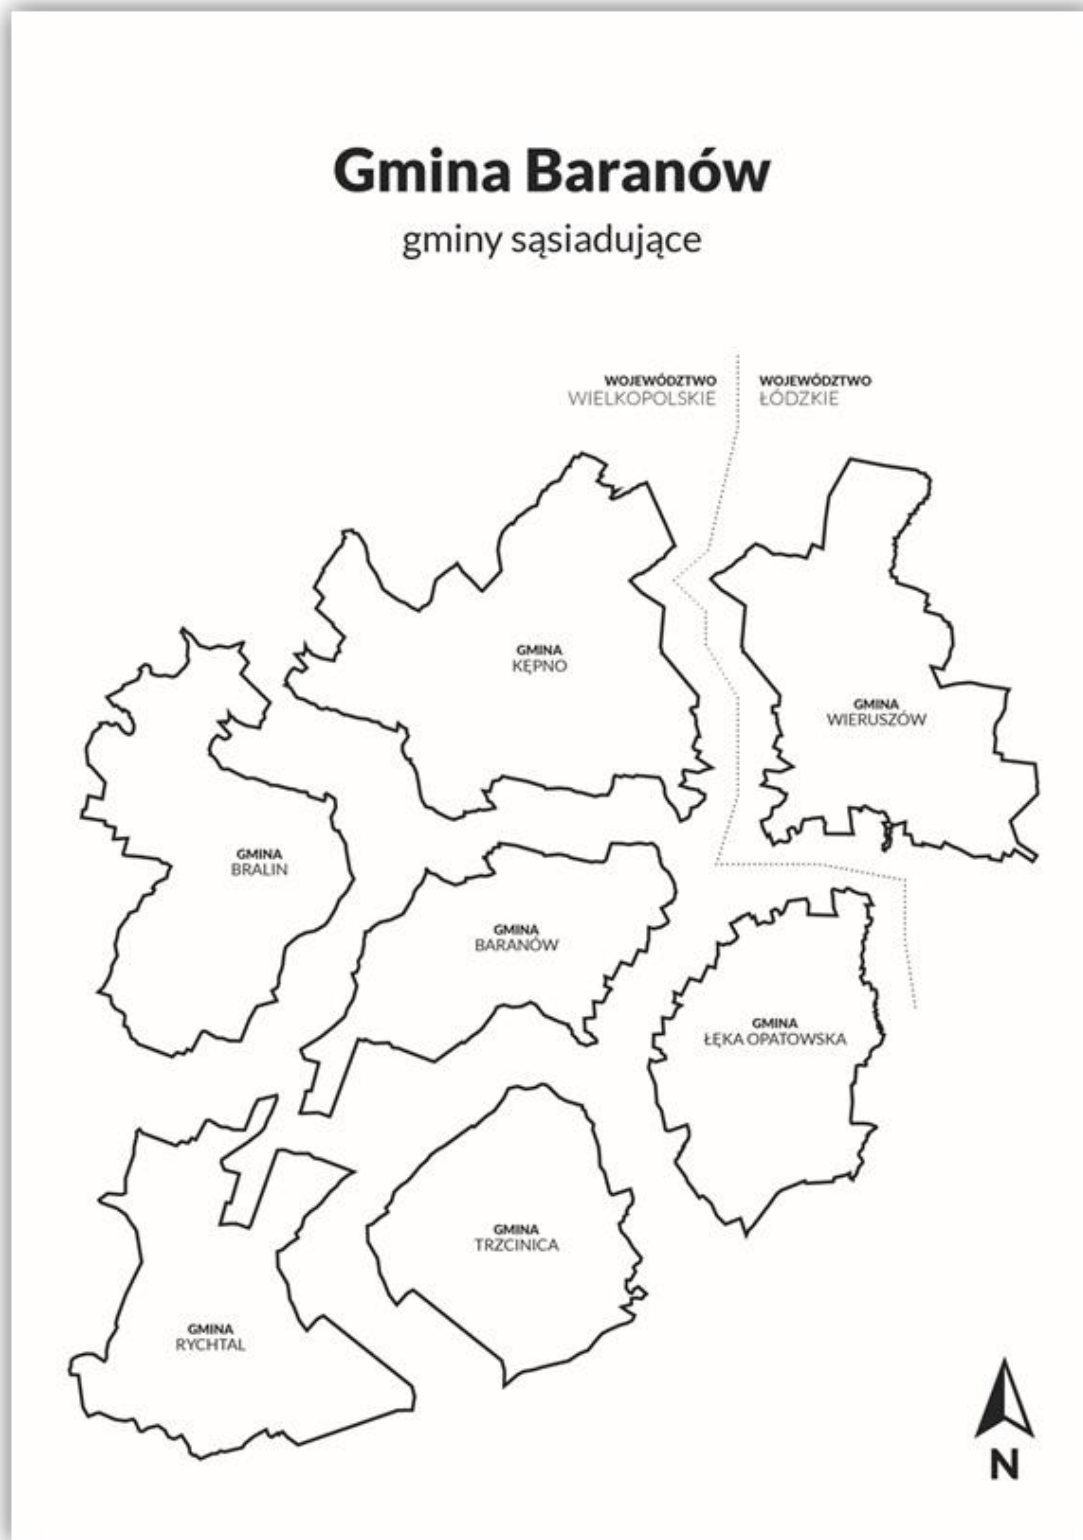 Gmina Baranów
gminy sąsiadujące
WOJEWÓDZTWO
WIELKOPOLSKIE
WOJEWÓDZTWO
ŁÓDZKIE
GMINA
KĘPNO
GMINA
WIERUSZÓW
GMINA
BRALIN
GMINA
BARANÓW
GMINA
ŁĘKA OPATOWSKA
GMINA
TRZCINICA
GMINA
RYCHTAL
N